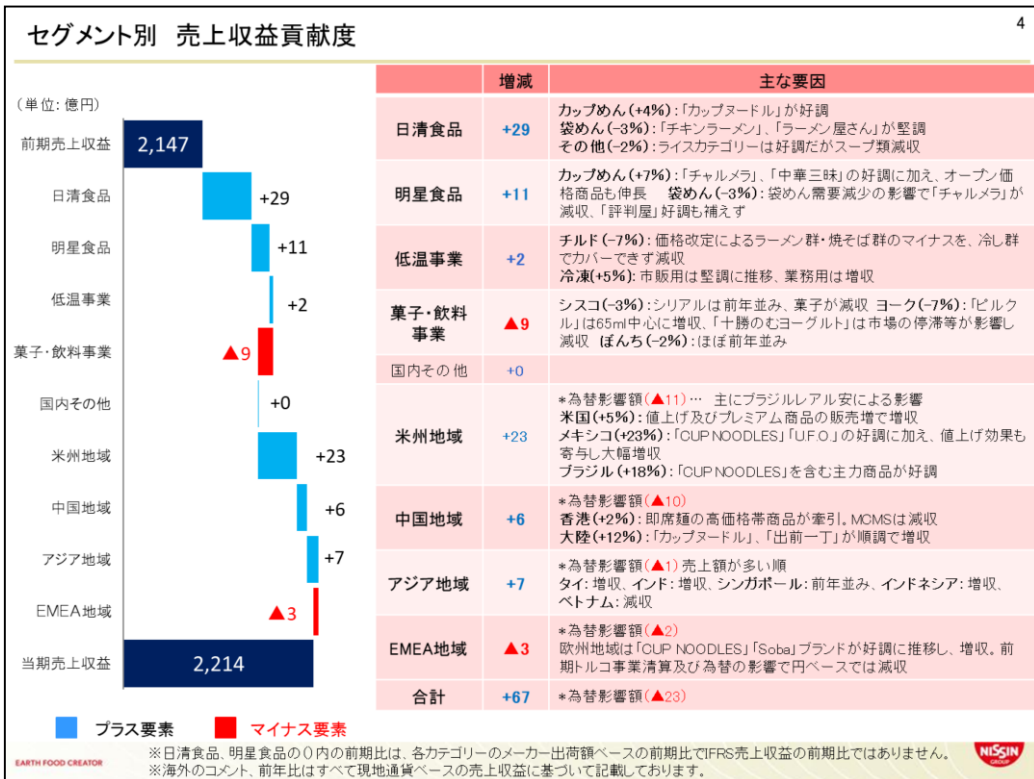 セグメント別　売上収益貢献度
4
（単位：億円）
前期売上収益
2,147
日清食品
+29
明星食品
+11
低温事業
+2
菓子・飲料事業
▲9
国内その他
+0
米州地域
+23
中国地域
+6
アジア地域
+7
EMEA地域
▲3
当期売上収益
2,214
プラス要素
マイナス要素
増減
主な要因
日清食品
+29
カップめん(+4%)：「カップヌードル」が好調
袋めん(-3%)：「チキンラーメン」、「ラーメン屋さん」が堅調
その他(-2%)：ライスカテゴリーは好調だがスープ類減収
明星食品
+11
カップめん(+7%)：「チャルメラ」、「中華三昧」の好調に加え、オープン価
格商品も伸長　袋めん(-3%)：袋めん需要減少の影響で「チャルメラ」が
減収、「評判屋」好調も補えず
低温事業
+2
チルド(-7%)：価格改定によるラーメン群・焼そば群のマイナスを、冷し群
でカバーできず減収
冷凍(+5%)：市販用は堅調に推移、業務用は増収
菓子・飲料
事業
▲9
シスコ(-3%)：シリアルは前年並み、菓子が減収 ヨーク(-7%)：「ピルク
ル」は65ml中心に増収、「十勝のむヨーグルト」は市場の停滞等が影響し
減収 ぼんち(-2%)：ほぼ前年並み
国内その他
+0
米州地域
+23
*為替影響額(▲11)… 主にブラジルレアル安による影響
米国(+5%)：値上げ及びプレミアム商品の販売増で増収
メキシコ(+23%)：「CUP NOODLES」「U.F.O.」の好調に加え、値上げ効果も
寄与し大幅増収
ブラジル(+18%)：「CUP NOODLES」を含む主力商品が好調
中国地域
+6
*為替影響額(▲10)
香港(+2%)：即席麺の高価格帯商品が牽引。MCMSは減収
大陸(+12%)：「カップヌードル」、「出前一丁」が順調で増収
アジア地域
+7
*為替影響額(▲1) 売上額が多い順
タイ：増収、インド：増収、シンガポール：前年並み、インドネシア：増収、
ベトナム：減収
EMEA地域
▲3
*為替影響額(▲2)
欧州地域は「CUP NOODLES」「Soba」ブランドが好調に推移し、増収。前
期トルコ事業清算及び為替の影響で円ベースでは減収
合計
+67
*為替影響額(▲23)
※日清食品、明星食品の()内の前期比は、各カテゴリーのメーカー出荷額ベースの前期比でIFRS売上収益の前期比ではありません。
※海外のコメント、前年比はすべて現地通貨ベースの売上収益に基づいて記載しております。
EARTH FOOD CREATOR
NISSIN
GROUP